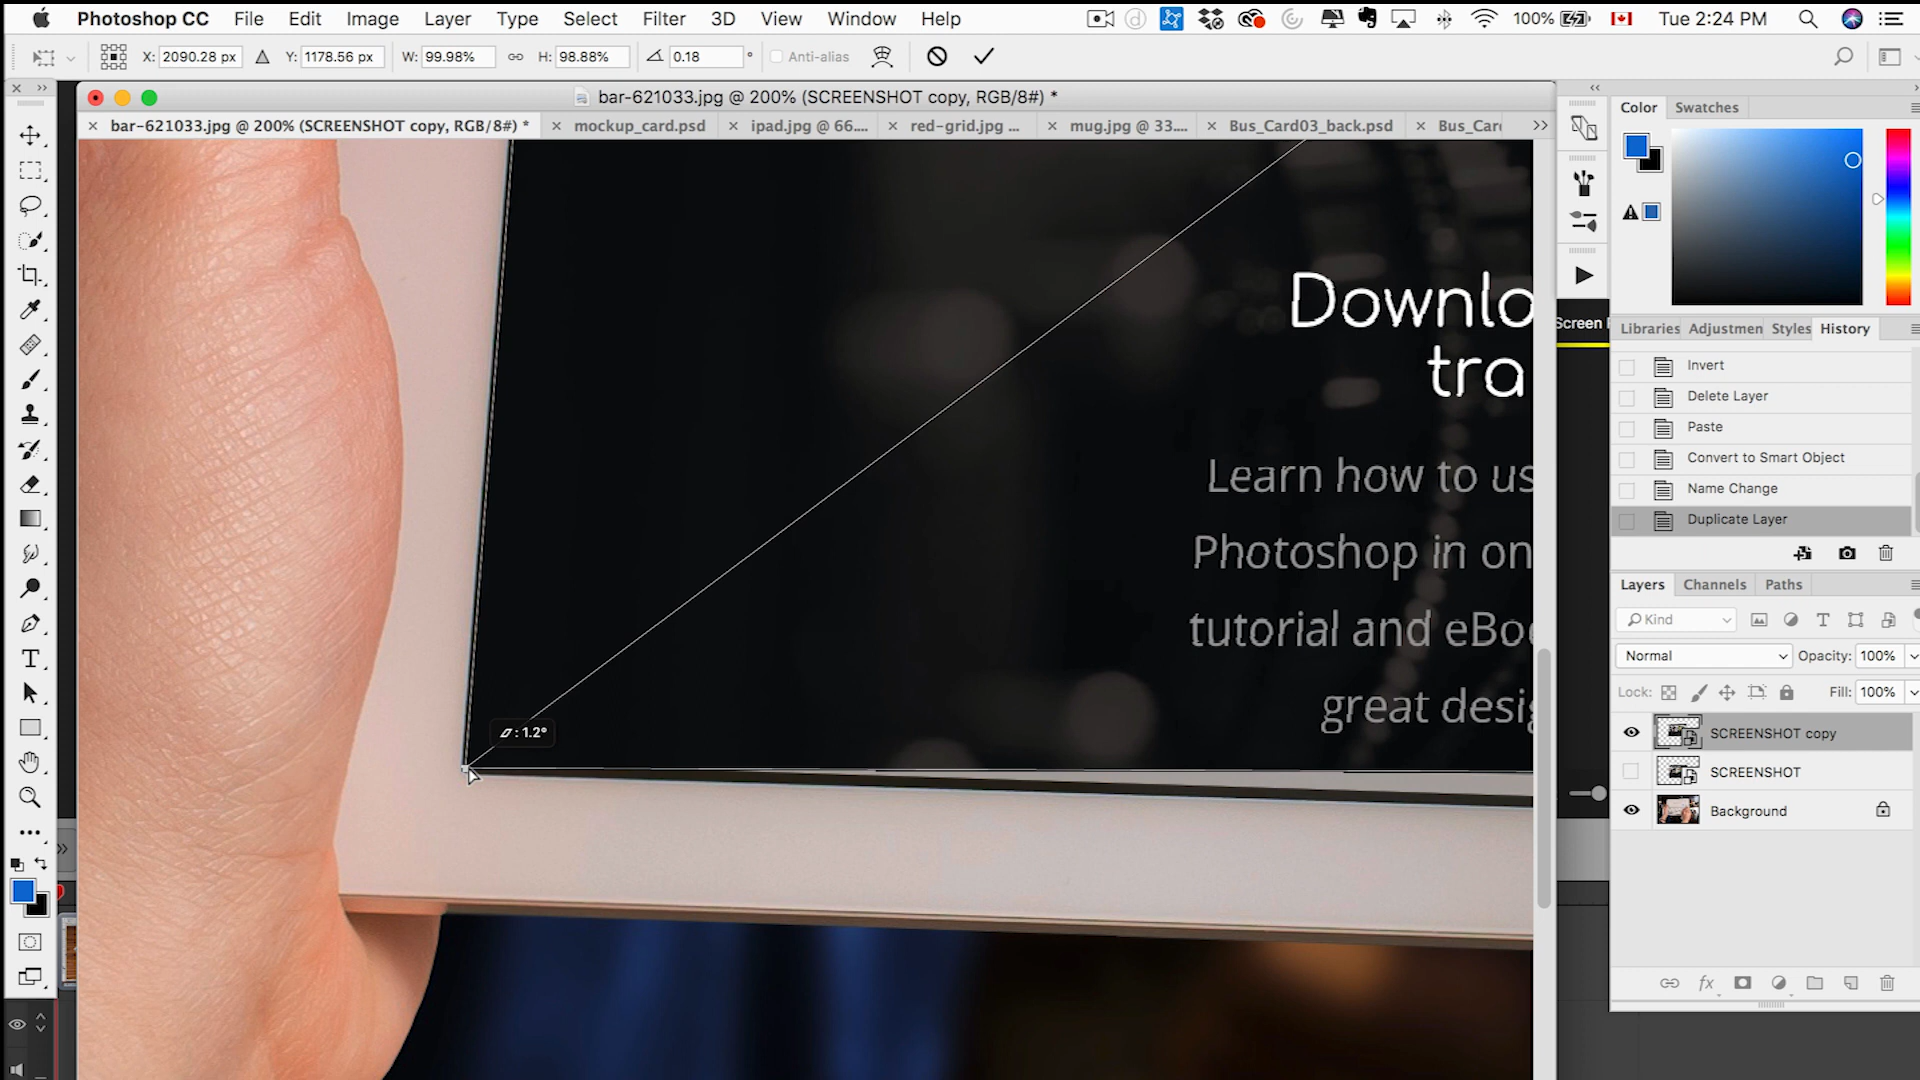 Photoshop CC File Edit Image Layer Type Select Filter 3D View Window Help 100% Tue 2:24 PM
X: 2090.28 px Y: 1178.56 px W: 99.98% H: 98.88% 0.18 ° Anti-alias
bar-621033.jpg @ 200% (SCREENSHOT copy, RGB/8#) *
bar-621033.jpg @ 200% (SCREENSHOT copy, RGB/8#) * mockup_card.psd ipad.jpg @ 66.... red-grid.jpg ... mug.jpg @ 33.... Bus_Card03_back.psd Bus_Car
Color Swatches
Downlo
tra
Learn how to us
Photoshop in on
tutorial and eBo
great desig
: 1.2°
Screen
Libraries Adjustmen Styles History
Invert
Delete Layer
Paste
Convert to Smart Object
Name Change
Duplicate Layer
Layers Channels Paths
Kind
Normal Opacity: 100%
Lock: Fill: 100%
SCREENSHOT copy
SCREENSHOT
Background
fx